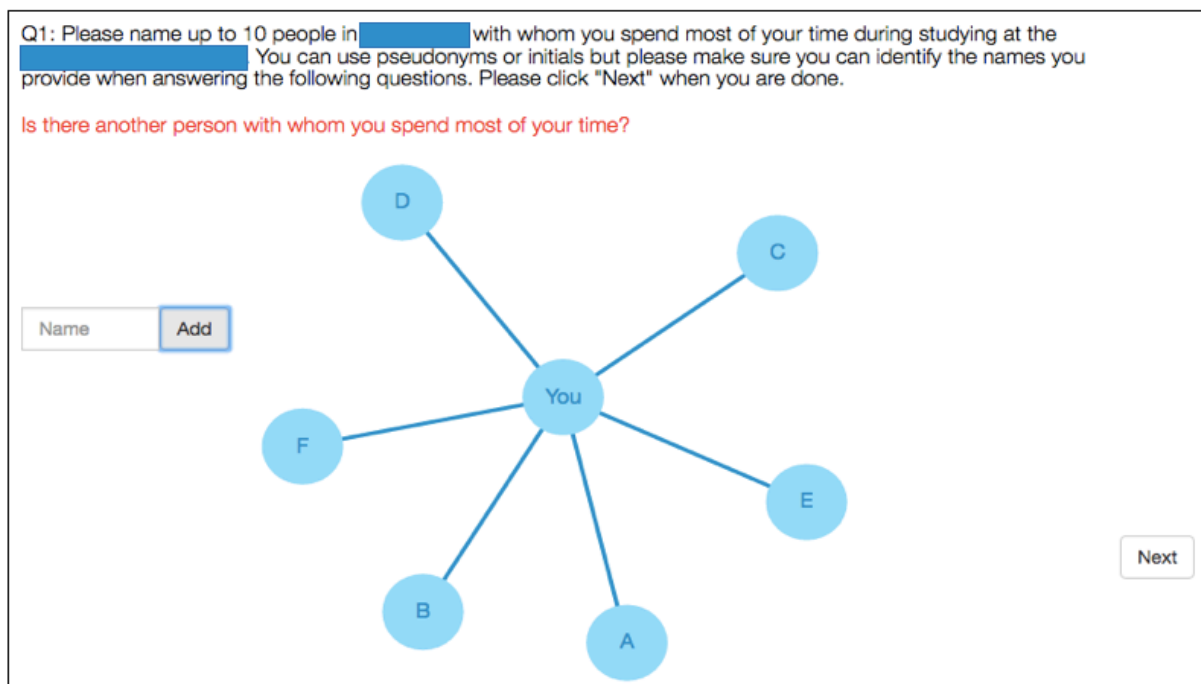 Q1: Please name up to 10 people in with whom you spend most of your time during studying at the
. You can use pseudonyms or initials but please make sure you can identify the names you
provide when answering the following questions. Please click "Next" when you are done.
Is there another person with whom you spend most of your time?
D
C
Name Add
You
F
E
Next
B
A